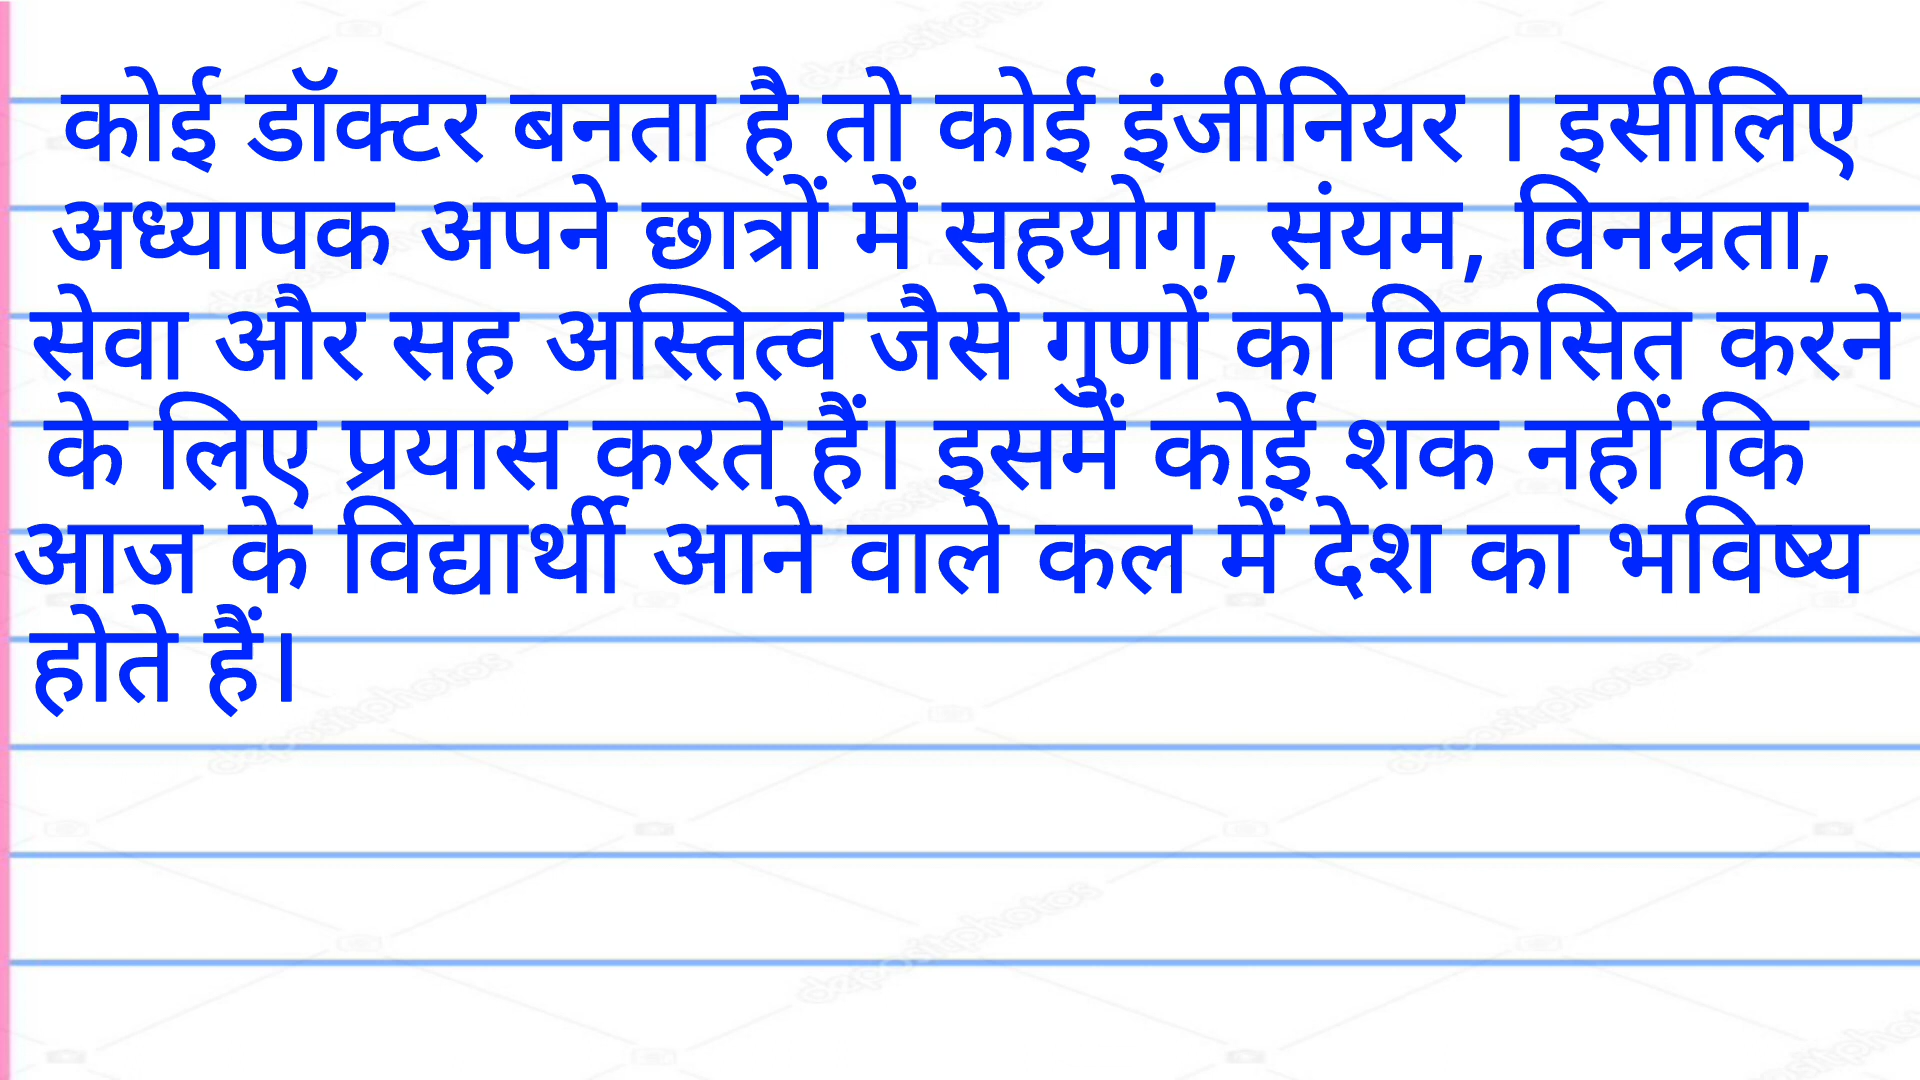 कोई डॉक्टर बनता है तो कोई इंजीनियर । इसीलिए
अध्यापक अपने छात्रों में सहयोग, संयम, विनम्रता,
सेवा और सह अस्तित्व जैसे गुणों को विकसित करने
के लिए प्रयास करते हैं। इसमें कोई शक नहीं कि
आज के विद्यार्थी आने वाले कल में देश का भविष्य
होते हैं।
depositphotos